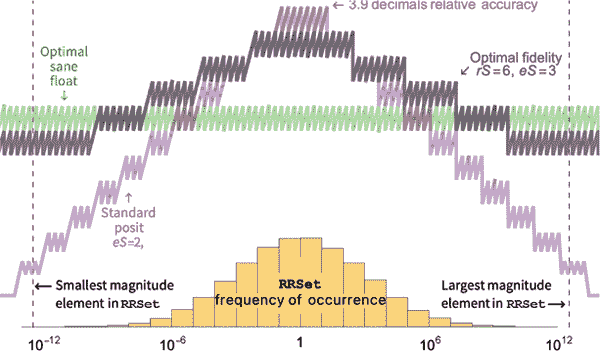 ← 3.9 decimals relative accuracy
Optimal
sane
float
↓
Optimal fidelity
↙ rS=6, eS=3
↑
Standard
posit
eS=2,
← Smallest magnitude
element in RRSet
RRSet
frequency of occurrence
Largest magnitude
element in RRSet →
10⁻¹² 10⁻⁶ 1 10⁶ 10¹²